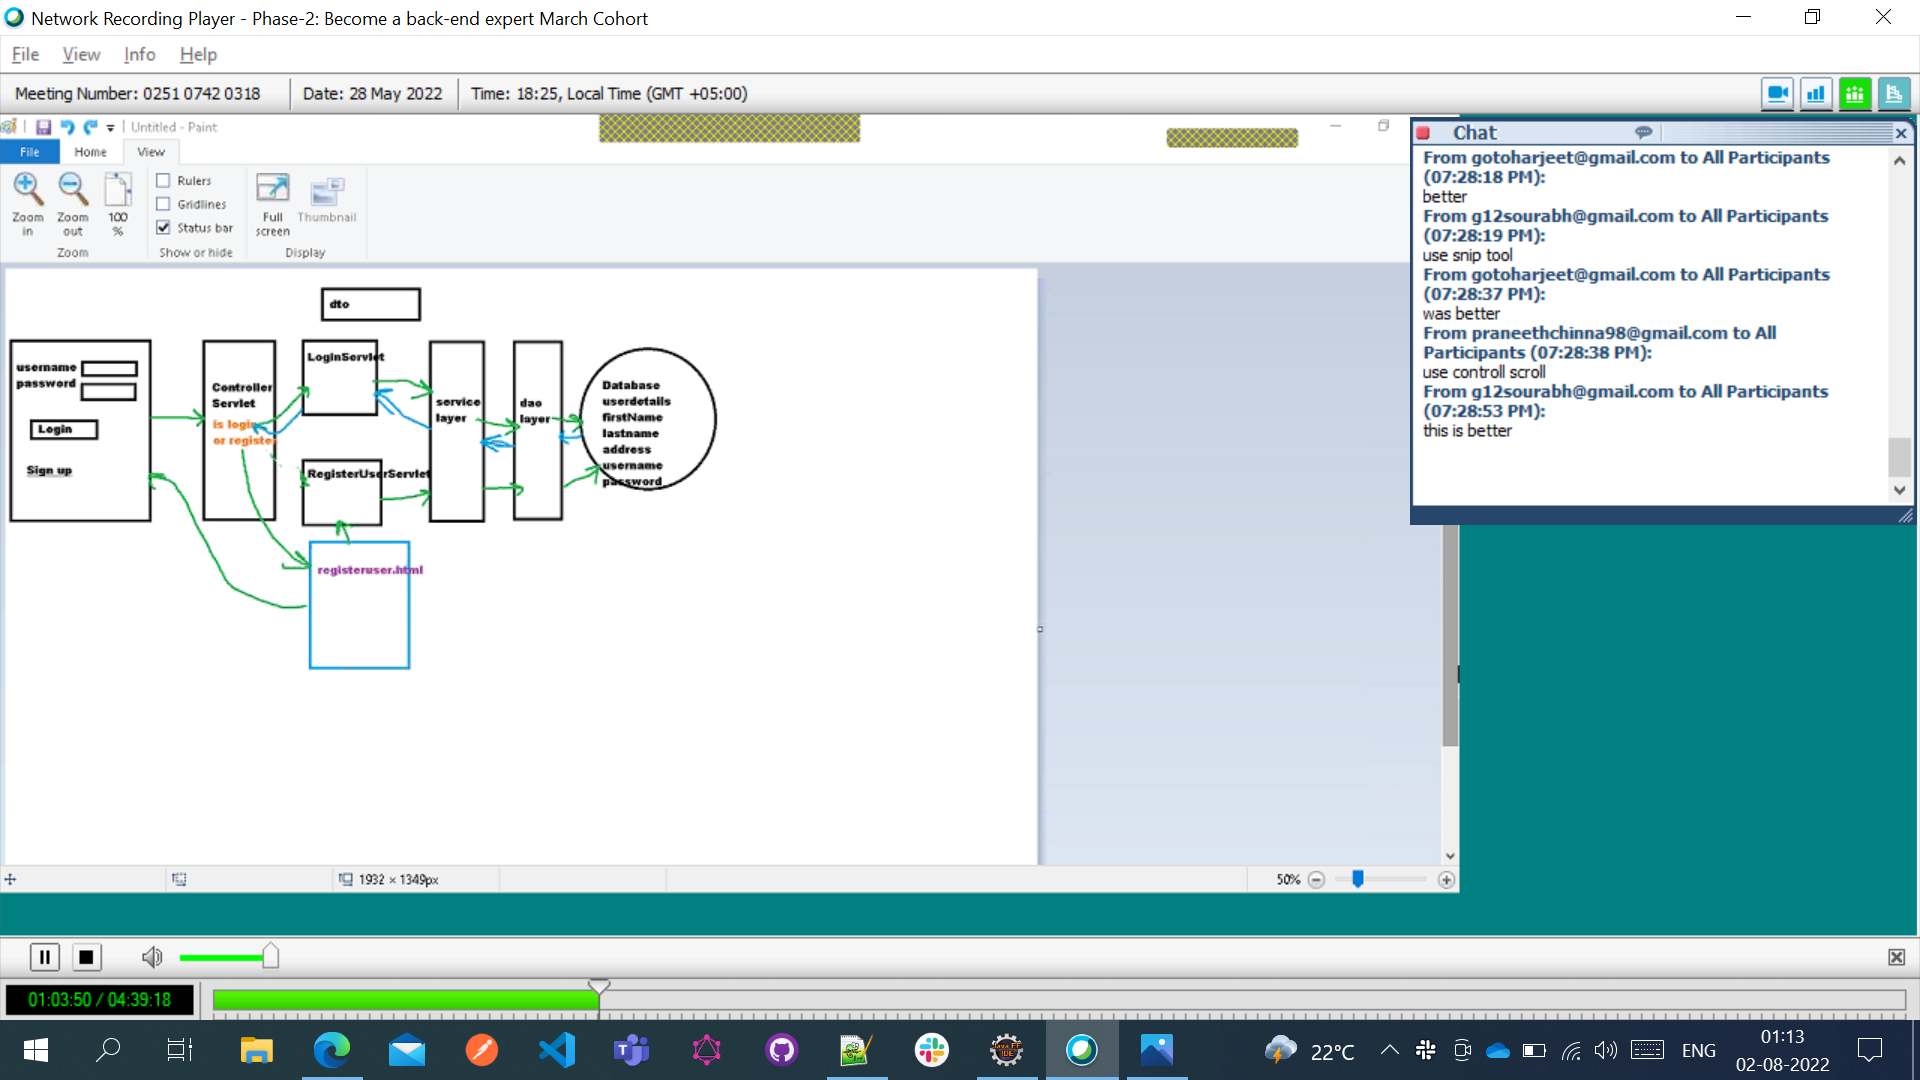 Network Recording Player - Phase-2: Become a back-end expert March Cohort
File View Info Help
Meeting Number: 0251 0742 0318 Date: 28 May 2022 Time: 18:25, Local Time (GMT +05:00)
Untitled - Paint
File Home View
Zoom in
Zoom out
100 %
Rulers
Gridlines
Status bar
Full screen
Thumbnail
Zoom
Show or hide
Display
dto
username
password
Login
Sign up
Controller
Servlet
is login
or register
LoginServlet
RegisterUserServlet
registeruser.html
service
layer
dao
layer
Database
userdetails
firstName
lastname
address
username
password
1932 × 1349px
50%
Chat
From gotoharjeet@gmail.com to All Participants
(07:28:18 PM):
better
From g12sourabh@gmail.com to All Participants
(07:28:19 PM):
use snip tool
From gotoharjeet@gmail.com to All Participants
(07:28:37 PM):
was better
From praneethchinna98@gmail.com to All
Participants (07:28:38 PM):
use controll scroll
From g12sourabh@gmail.com to All Participants
(07:28:53 PM):
this is better
01:03:50 / 04:39:18
Java EE
IDE
22°C
ENG
01:13
02-08-2022